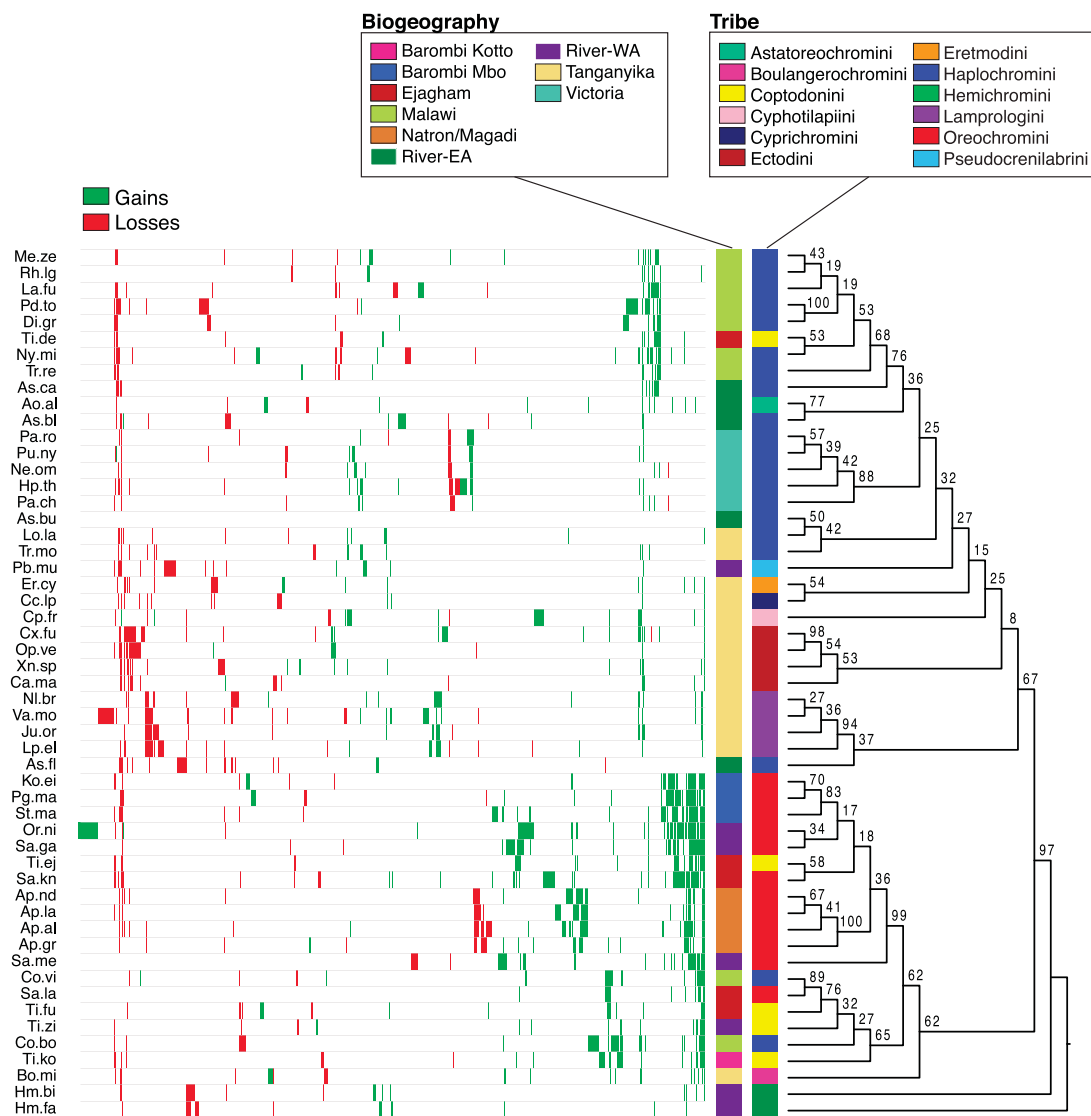 Biogeography
Barombi Kotto
Barombi Mbo
Ejagham
Malawi
Natron/Magadi
River-EA
River-WA
Tanganyika
Victoria
Tribe
Astatoreochromini
Boulangerochromini
Coptodonini
Cyphotilapiini
Cyprichromini
Ectodini
Eretmodini
Haplochromini
Hemichromini
Lamprologini
Oreochromini
Pseudocrenilabrini
Gains
Losses
Me.ze
Rh.lg
La.fu
Pd.to
Di.gr
Ti.de
Ny.mi
Tr.re
As.ca
Ao.al
As.bl
Pa.ro
Pu.ny
Ne.om
Hp.th
Pa.ch
As.bu
Lo.la
Tr.mo
Pb.mu
Er.cy
Cc.lp
Cp.fr
Cx.fu
Op.ve
Xn.sp
Ca.ma
Nl.br
Va.mo
Ju.or
Lp.el
As.fl
Ko.ei
Pg.ma
St.ma
Or.ni
Sa.ga
Ti.ej
Sa.kn
Ap.nd
Ap.la
Ap.al
Ap.gr
Sa.me
Co.vi
Sa.la
Ti.fu
Ti.zi
Co.bo
Ti.ko
Bo.mi
Hm.bi
Hm.fa
43
19
19
100
53
53
68
76
36
77
25
57
39
42
88
32
50
42
27
15
54
25
8
98
54
53
67
27
36
94
37
70
83
17
34
18
58
36
67
41
100
99
62
89
76
32
27
65
62
97